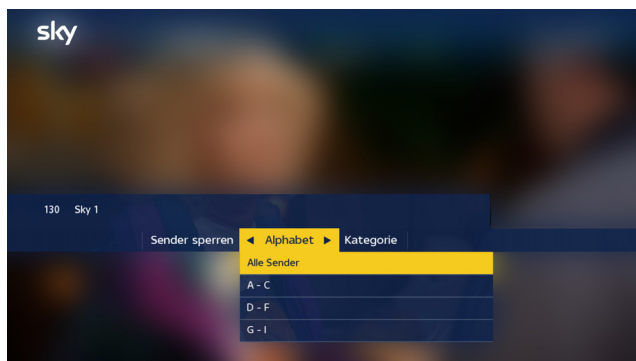 sky
130 Sky 1
Sender sperren ◄ Alphabet ► Kategorie
Alle Sender
A - C
D - F
G - I